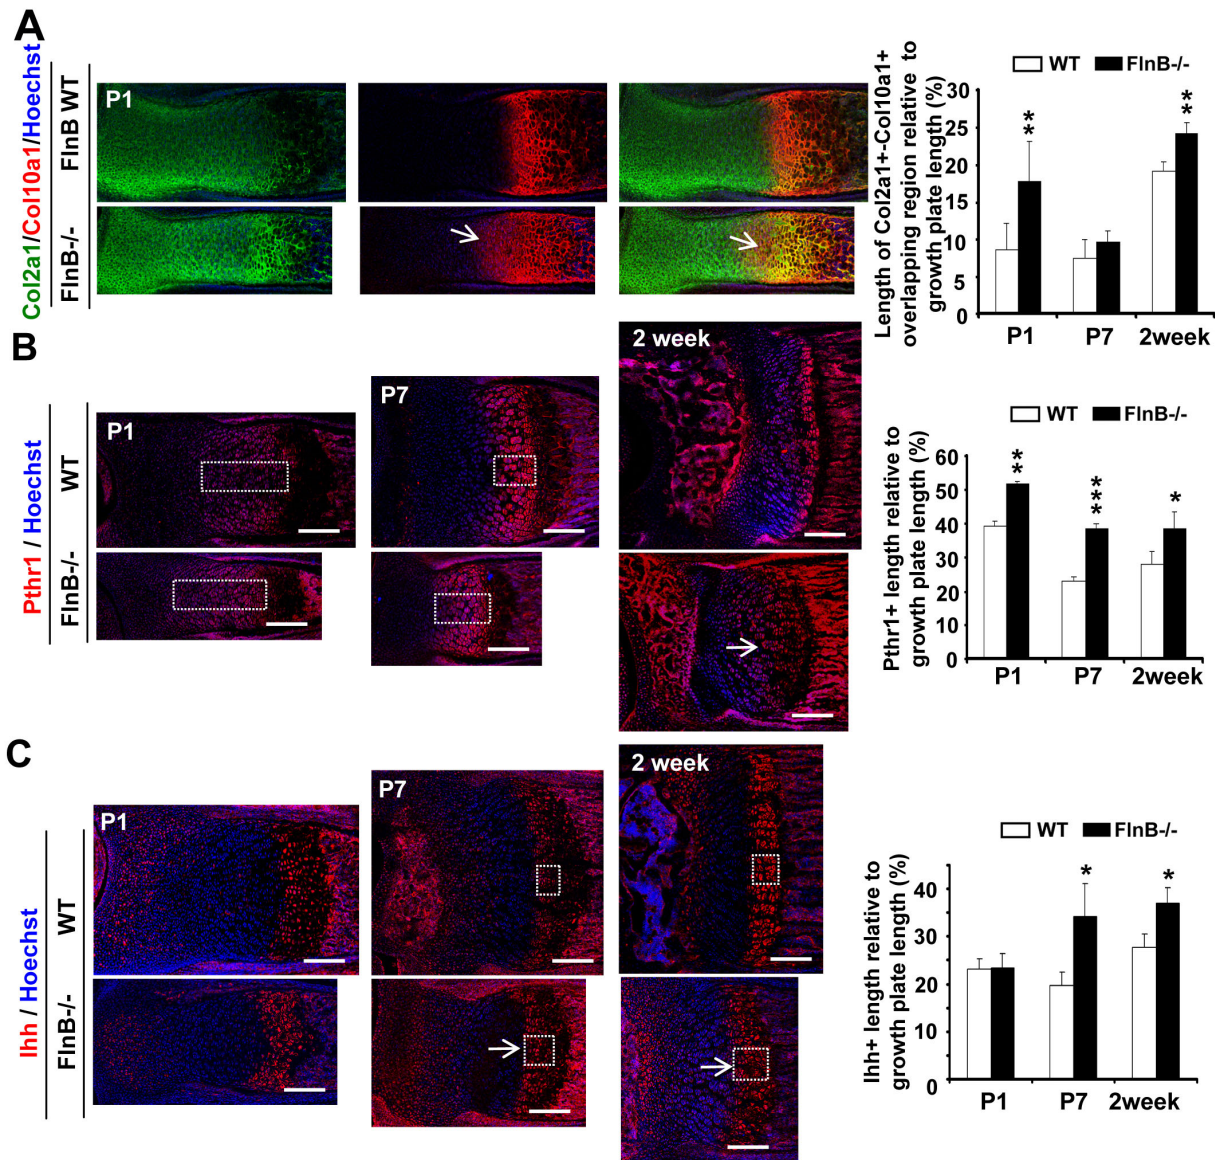 A
Col2a1/Col10a1/Hoechst
FlnB WT
FlnB-/-
P1
Length of Col2a1+-Col10a1+
overlapping region relative to
growth plate length (%)
WT FlnB-/-
30
25
20
15
10
5
0
**
**
P1 P7 2week
B
Pthr1 / Hoechst
WT
FlnB-/-
P1
P7
2 week
Pthr1+ length relative to
growth plate length (%)
WT FlnB-/-
60
50
40
30
20
10
0
**
***
*
P1 P7 2week
C
Ihh / Hoechst
WT
FlnB-/-
P1
P7
2 week
Ihh+ length relative to
growth plate length (%)
WT FlnB-/-
40
30
20
10
0
*
*
P1 P7 2week